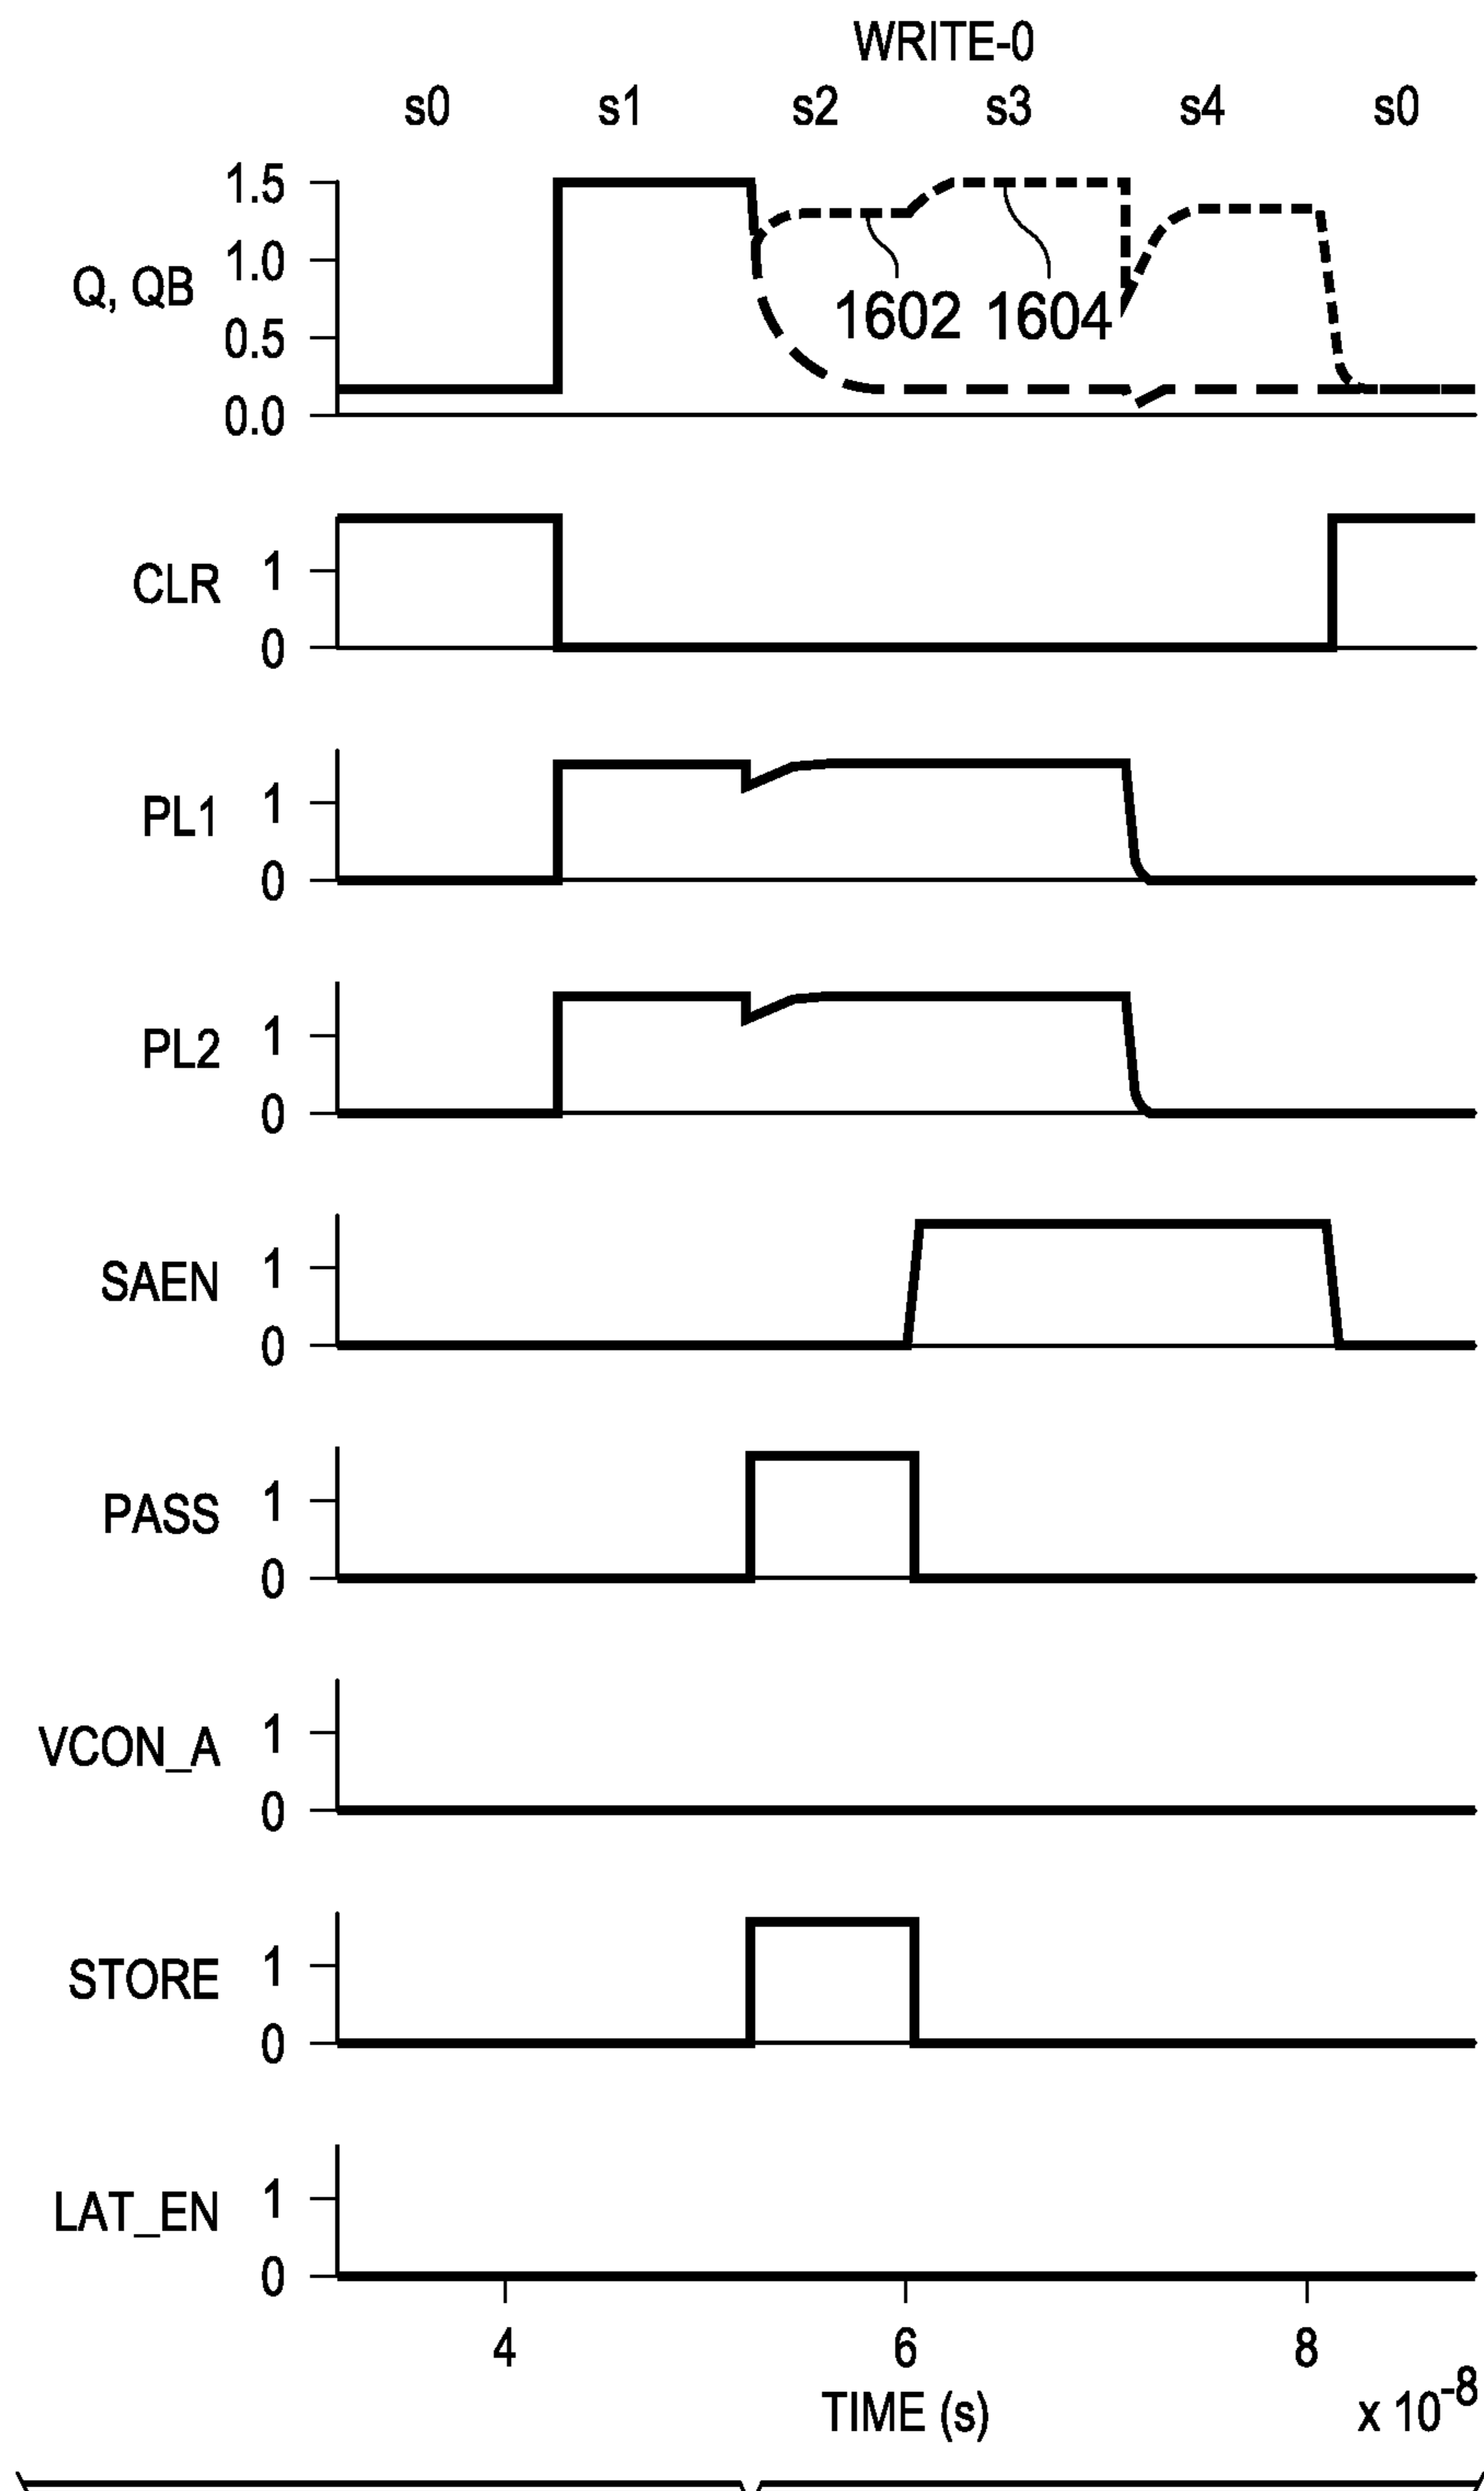 WRITE-0
s0 s1 s2 s3 s4 s0
1.5
1.0
Q, QB
0.5
0.0
1602 1604
1
CLR
0
1
PL1
0
1
PL2
0
1
SAEN
0
1
PASS
0
1
VCON_A
0
1
STORE
0
1
LAT_EN
0
4 6 8
TIME (s) x 10-8